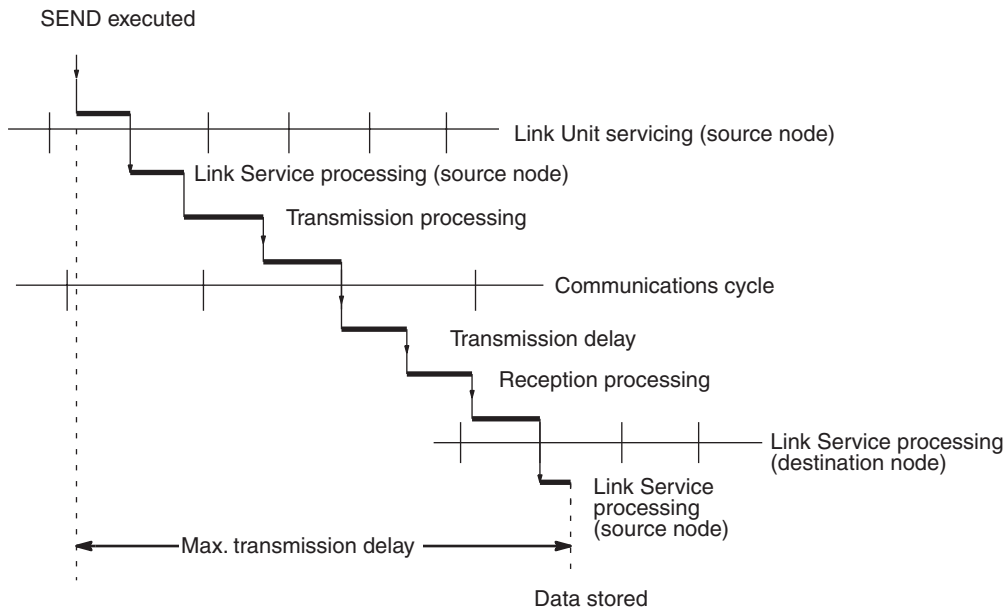 SEND executed
Link Unit servicing (source node)
Link Service processing (source node)
Transmission processing
Communications cycle
Transmission delay
Reception processing
Link Service processing
(destination node)
Link Service
processing
(source node)
Max. transmission delay
Data stored